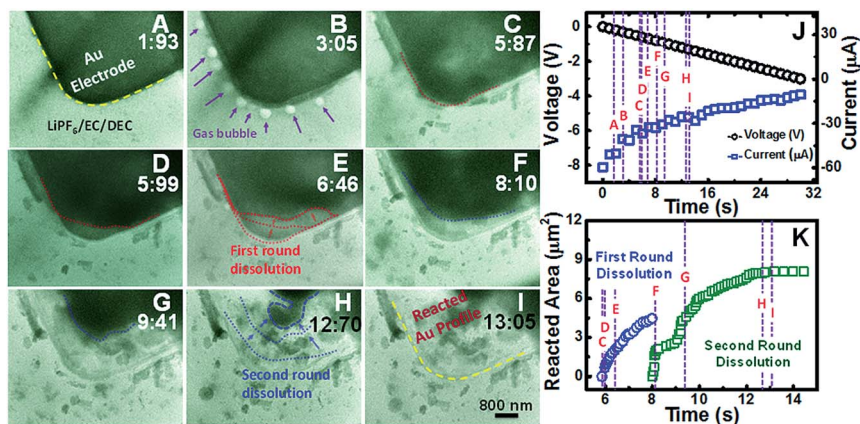 A
1:93
Au
Electrode
LiPF6/EC/DEC
B
3:05
Gas bubble
C
5:87
D
5:99
E
6:46
First round
dissolution
F
8:10
G
9:41
H
12:70
Second round
dissolution
I
13:05
Reacted
Au Profile
800 nm
J
Voltage (V)
0
-2
-4
-6
-8
Current (μA)
30
0
-30
-60
A
B
C
D
E
F
G
H
I
Voltage (V)
Current (μA)
0
8
16
24
32
Time (s)
K
Reacted Area (μm²)
12
9
6
3
0
First Round
Dissolution
C
D
E
F
G
H
I
Second Round
Dissolution
6
8
10
12
14
Time (s)